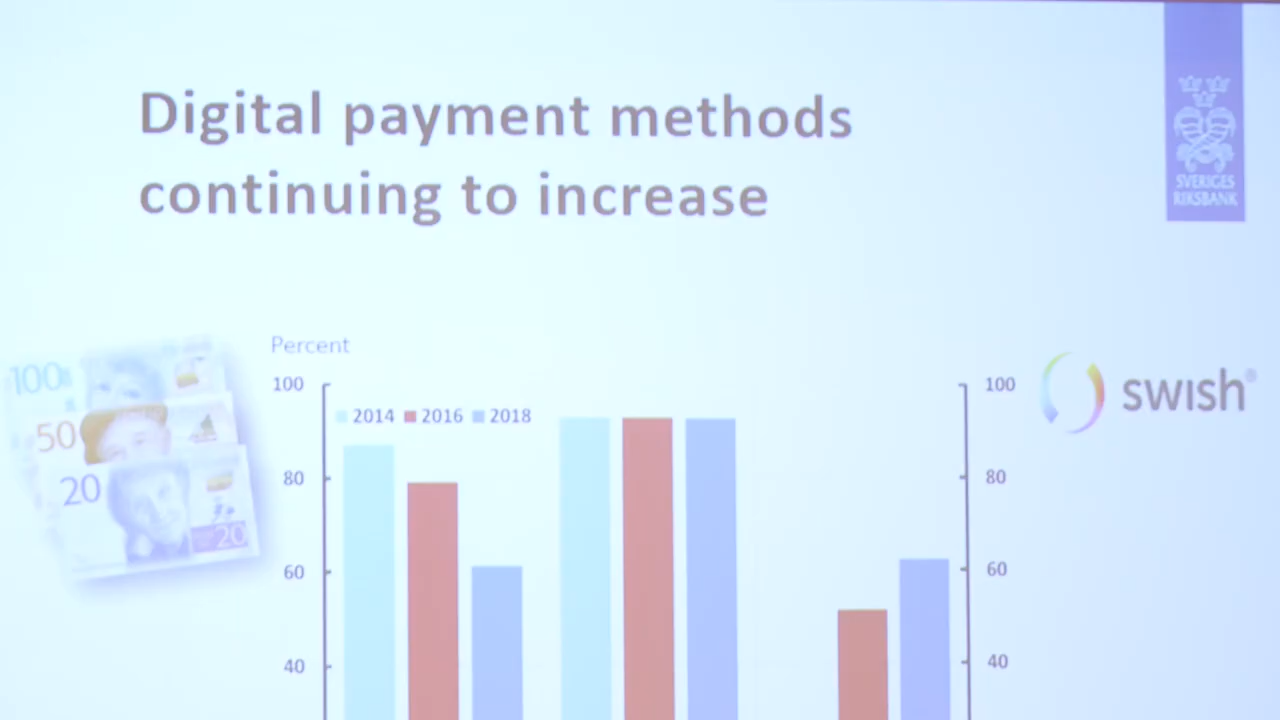 Digital payment methods
continuing to increase
SVERIGES
RIKSBANK
Percent
100
50
20
20
swish®
2014 2016 2018
100
80
60
40
100
80
60
40